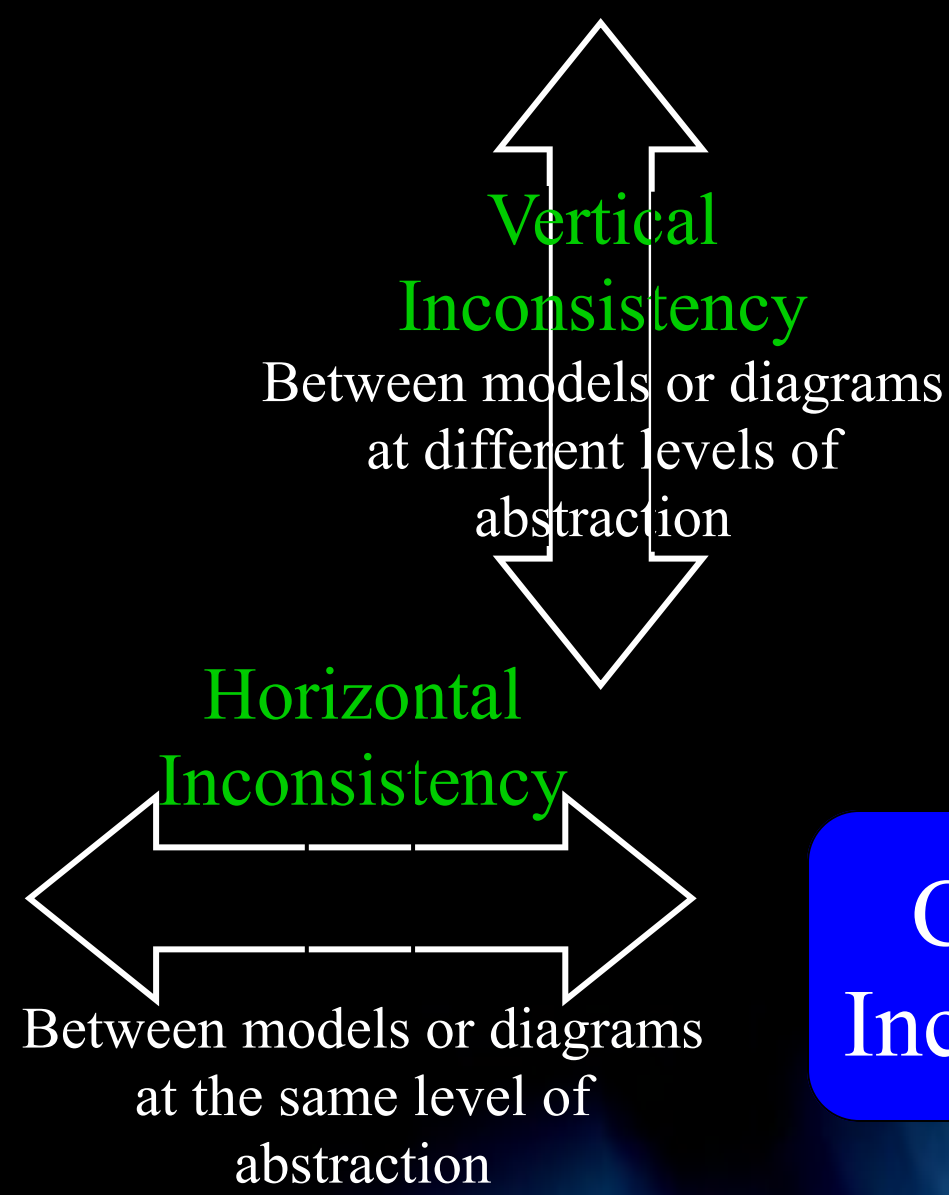 Vertical
Inconsistency
Between models or diagrams
at different levels of
abstraction
Horizontal
Inconsistency
Between models or diagrams
at the same level of
abstraction